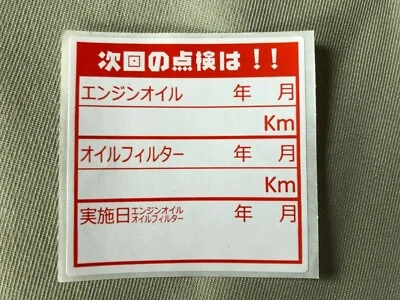 次回の点検は!!
エンジンオイル 年 月
Km
オイルフィルター 年 月
Km
実施日 エンジンオイル 年 月
オイルフィルター